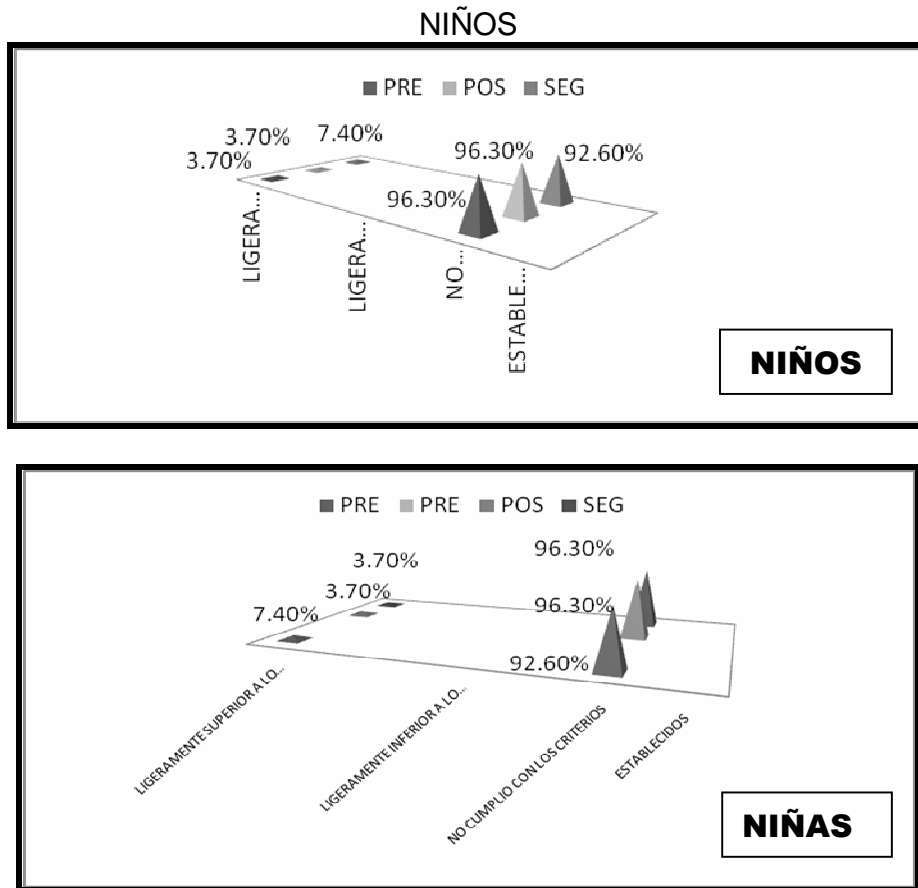 NIÑOS
PRE POS SEG
3.70% 3.70% 7.40%
96.30% 96.30% 92.60%
LIGERA...
LIGERA...
NO...
ESTABLE...
NIÑOS
PRE PRE POS SEG
7.40% 3.70% 3.70%
92.60% 96.30% 96.30%
LIGERAMENTE SUPERIOR A LO...
LIGERAMENTE INFERIOR A LO...
NO CUMPLIO CON LOS CRITERIOS
ESTABLECIDOS
NIÑAS